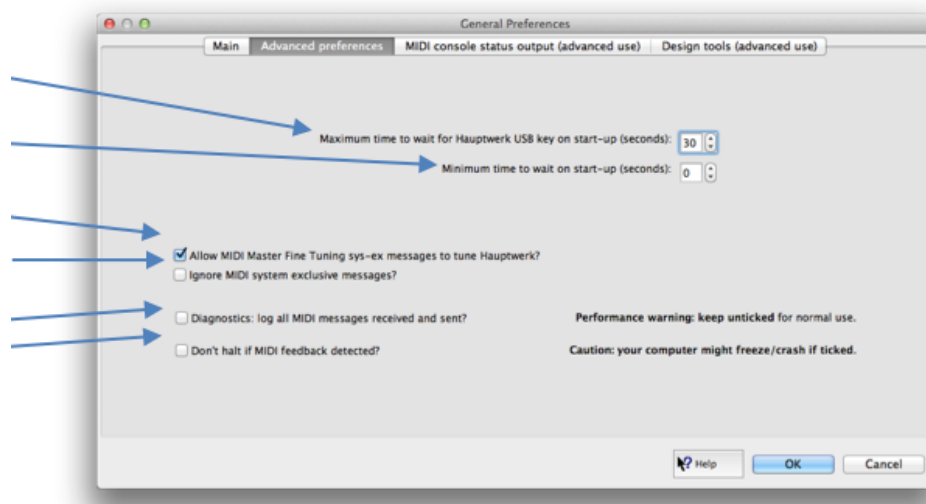 General Preferences
Main Advanced preferences MIDI console status output (advanced use) Design tools (advanced use)
Maximum time to wait for Hauptwerk USB key on start-up (seconds): 30
Minimum time to wait on start-up (seconds): 0
Allow MIDI Master Fine Tuning sys-ex messages to tune Hauptwerk?
Ignore MIDI system exclusive messages?
Diagnostics: log all MIDI messages received and sent? Performance warning: keep unticked for normal use.
Don't halt if MIDI feedback detected? Caution: your computer might freeze/crash if ticked.
? Help OK Cancel